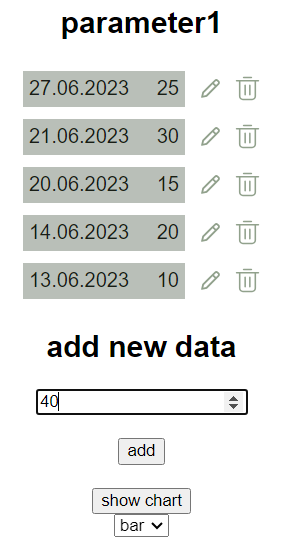 parameter1
27.06.2023 25
21.06.2023 30
20.06.2023 15
14.06.2023 20
13.06.2023 10
add new data
40
add
show chart
bar